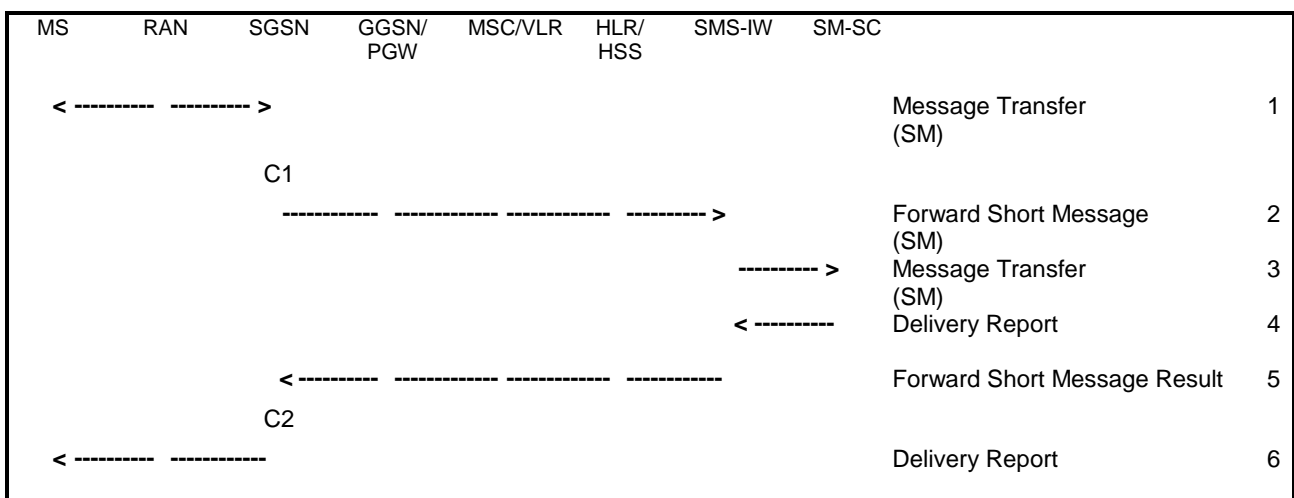 MS RAN SGSN GGSN/ MSC/VLR HLR/ SMS-IW SM-SC
PGW HSS
< ---------- ---------- > Message Transfer 1
(SM)
C1
------------ ------------- ------------- ---------- > Forward Short Message 2
(SM)
---------- > Message Transfer 3
(SM)
< ---------- Delivery Report 4
< ---------- ------------- ------------- ------------ Forward Short Message Result 5
C2
< ---------- ------------ Delivery Report 6